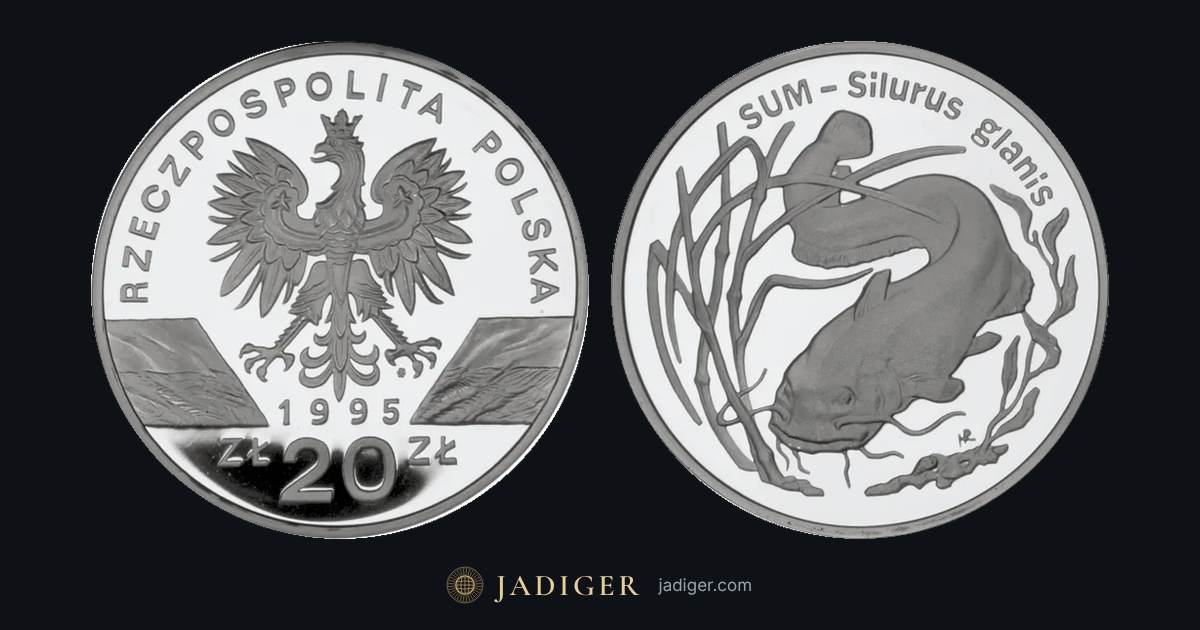 RZECZPOSPOLITA POLSKA
1995
ZŁ 20 ZŁ
SUM – Silurus glanis
JADIGER jadiger.com